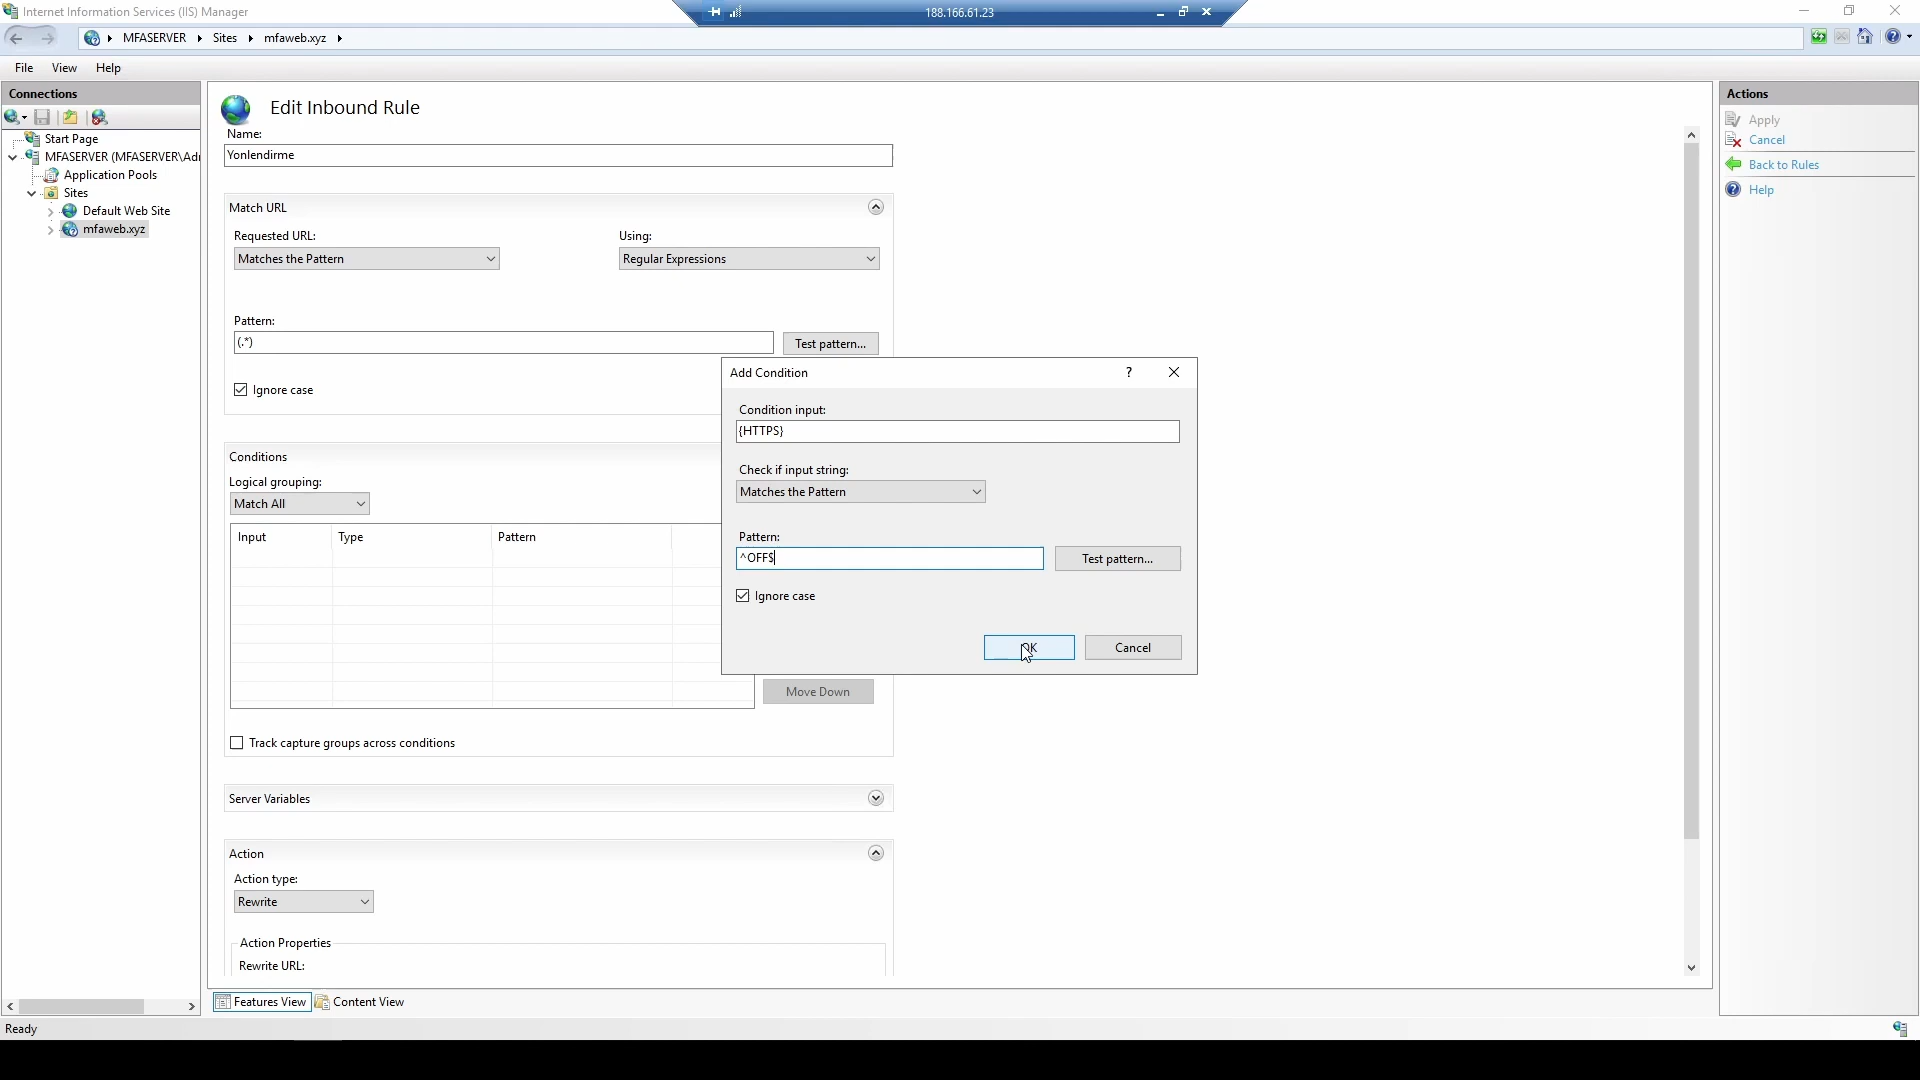 Internet Information Services (IIS) Manager
188.166.61.23
MFASERVER
Sites
mfaweb.xyz
File
View
Help
Connections
Start Page
MFASERVER (MFASERVER\Adı
Application Pools
Sites
Default Web Site
mfaweb.xyz
Edit Inbound Rule
Name:
Yonlendirme
Match URL
Requested URL:
Using:
Matches the Pattern
Regular Expressions
Pattern:
(.*)
Test pattern...
Ignore case
Conditions
Logical grouping:
Match All
Input
Type
Pattern
Move Down
Track capture groups across conditions
Server Variables
Action
Action type:
Rewrite
Action Properties
Rewrite URL:
Add Condition
?
Condition input:
{HTTPS}
Check if input string:
Matches the Pattern
Pattern:
^OFF$
Test pattern...
Ignore case
OK
Cancel
Actions
Apply
Cancel
Back to Rules
Help
Features View
Content View
Ready